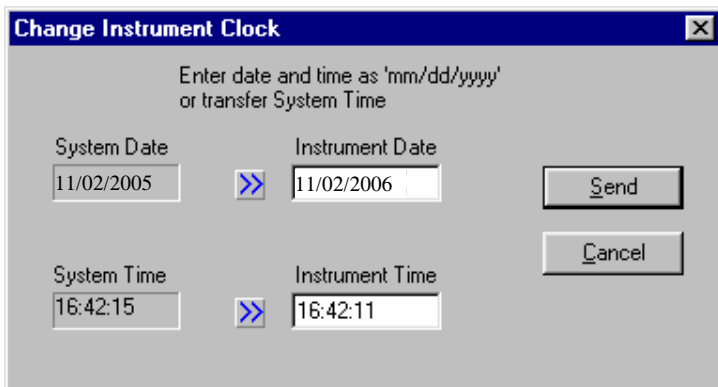 Change Instrument Clock
Enter date and time as 'mm/dd/yyyy'
or transfer System Time
System Date
Instrument Date
11/02/2005
>>
11/02/2006
Send
Cancel
System Time
Instrument Time
16:42:15
>>
16:42:11